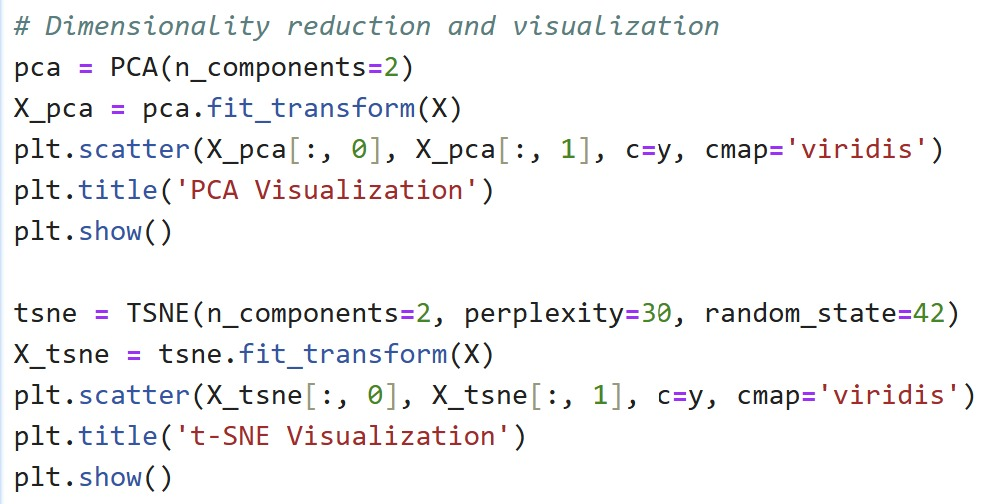 # Dimensionality reduction and visualization
pca = PCA(n_components=2)
X_pca = pca.fit_transform(X)
plt.scatter(X_pca[:, 0], X_pca[:, 1], c=y, cmap='viridis')
plt.title('PCA Visualization')
plt.show()

tsne = TSNE(n_components=2, perplexity=30, random_state=42)
X_tsne = tsne.fit_transform(X)
plt.scatter(X_tsne[:, 0], X_tsne[:, 1], c=y, cmap='viridis')
plt.title('t-SNE Visualization')
plt.show()